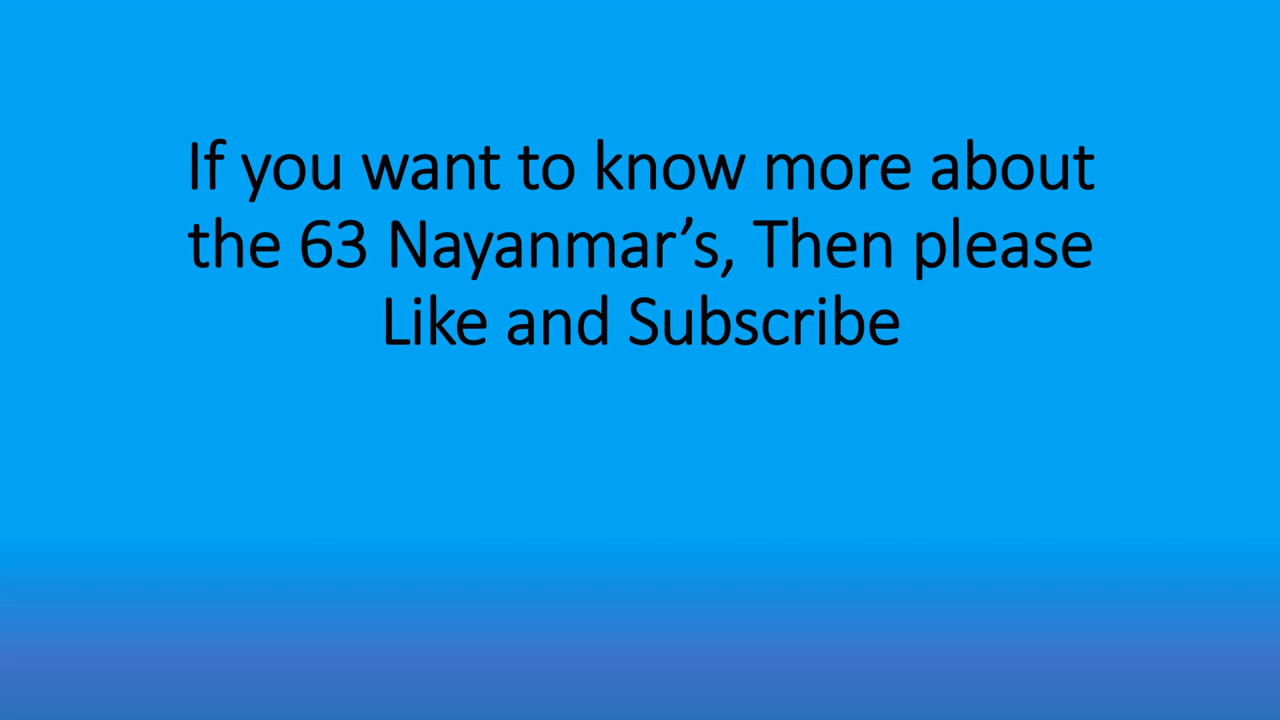 If you want to know more about
the 63 Nayanmar’s, Then please
Like and Subscribe